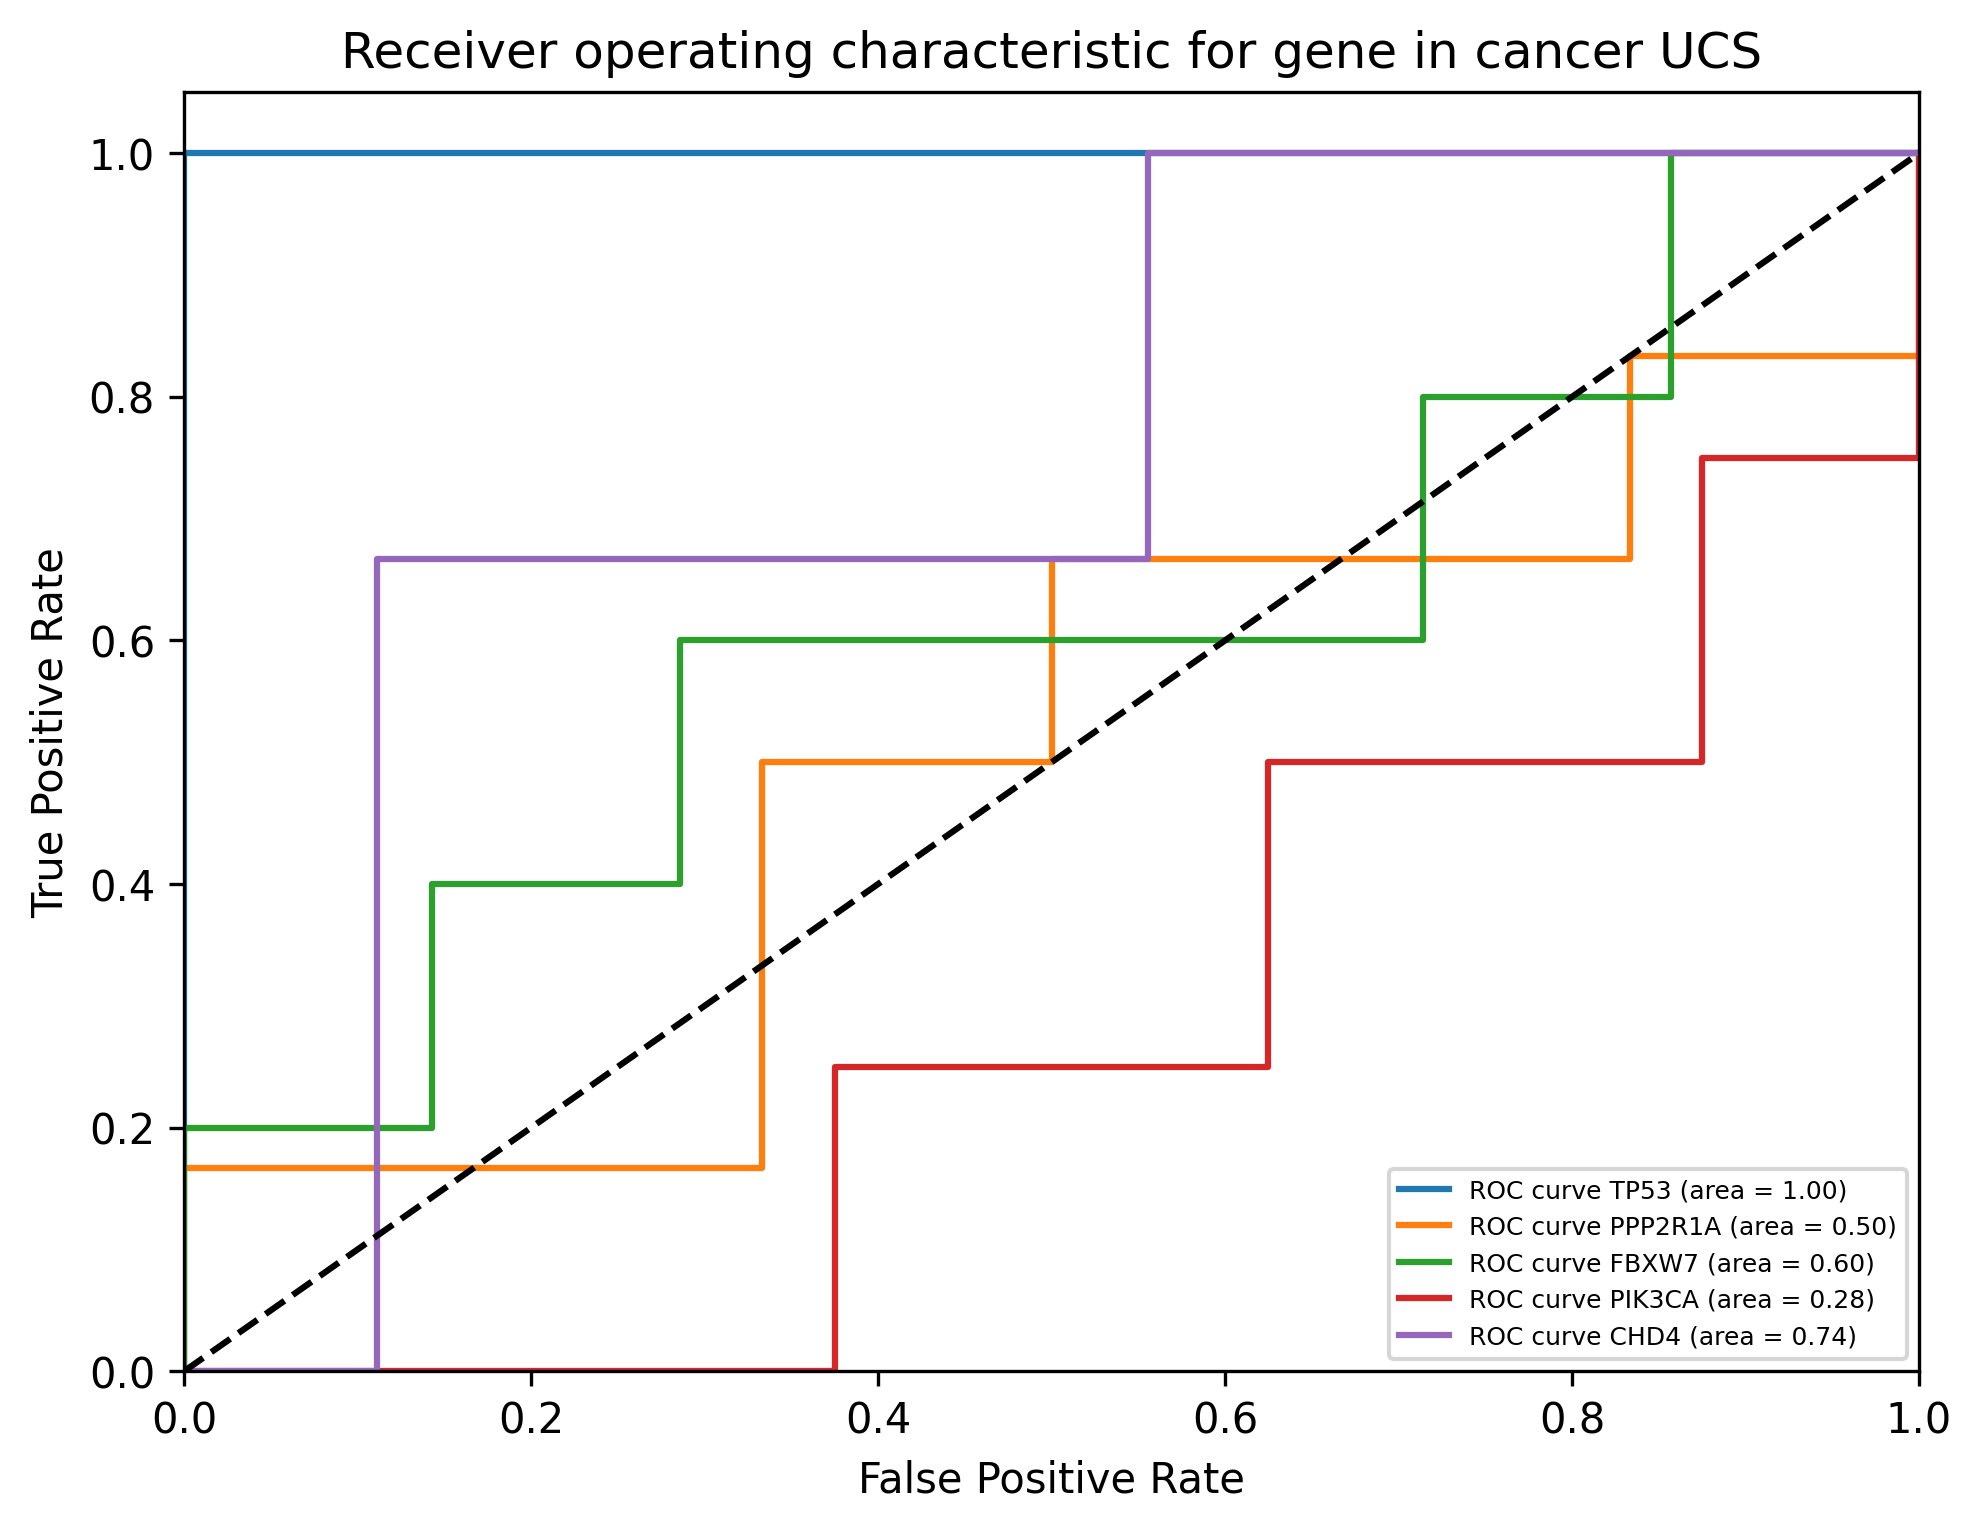 Receiver operating characteristic for gene in cancer UCS
True Positive Rate
1.0
0.8
0.6
0.4
0.2
0.0
0.0 0.2 0.4 0.6 0.8 1.0
False Positive Rate
ROC curve TP53 (area = 1.00)
ROC curve PPP2R1A (area = 0.50)
ROC curve FBXW7 (area = 0.60)
ROC curve PIK3CA (area = 0.28)
ROC curve CHD4 (area = 0.74)